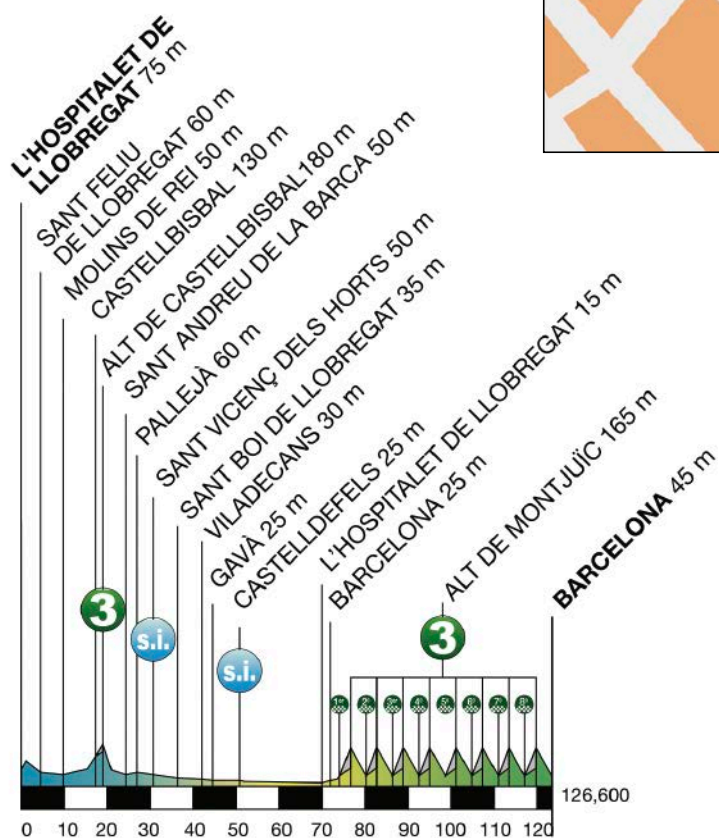 L'HOSPITALET DE
LLOBREGAT 75 m
SANT FELIU
DE LLOBREGAT 60 m
MOLINS DE REI 50 m
CASTELLBISBAL 130 m
ALT DE CASTELLBISBAL 180 m
SANT ANDREU DE LA BARCA 50 m
PALLEJÀ 60 m
SANT VICENÇ DELS HORTS 50 m
SANT BOI DE LLOBREGAT 35 m
VILADECANS 30 m
GAVÀ 25 m
CASTELLDEFELS 25 m
L'HOSPITALET DE LLOBREGAT 15 m
BARCELONA 25 m
ALT DE MONTJUÏC 165 m
BARCELONA 45 m
3
s.i.
s.i.
3
126,600
0 10 20 30 40 50 60 70 80 90 100 110 120